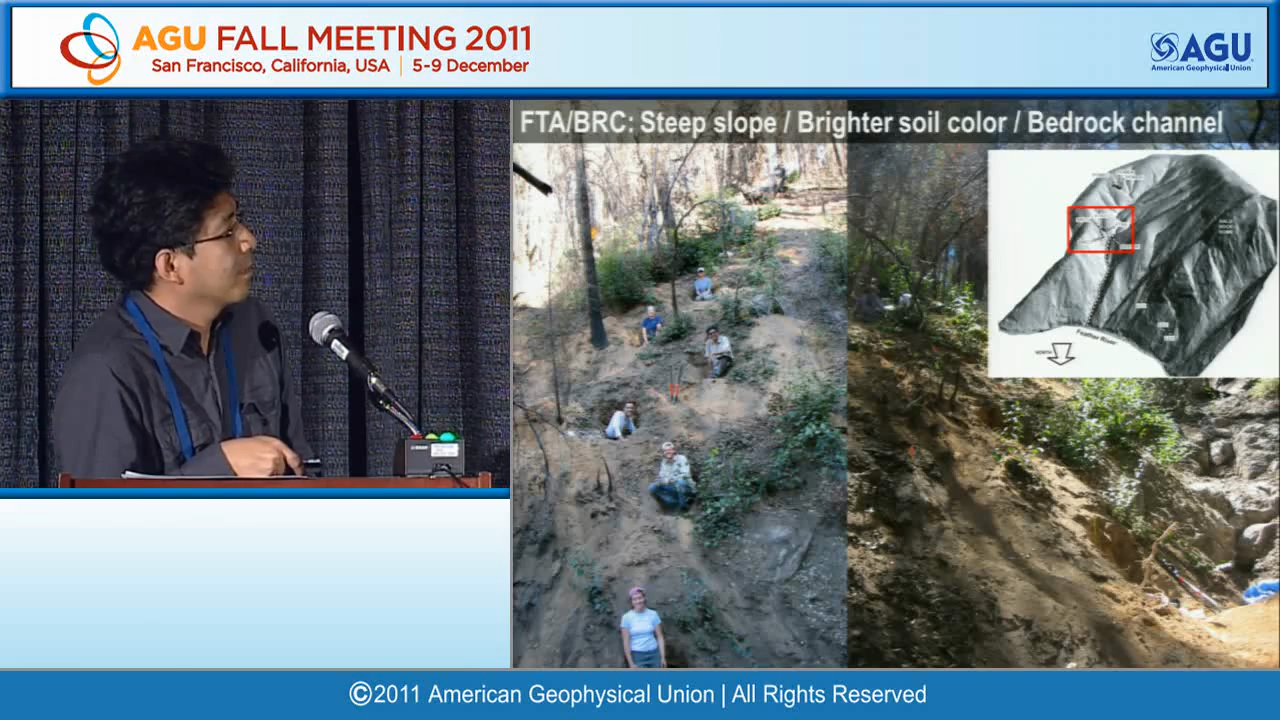 AGU FALL MEETING 2011
San Francisco, California, USA | 5-9 December
AGU
American Geophysical Union
FTA/BRC: Steep slope / Brighter soil color / Bedrock channel
Feather River
NORTH
©2011 American Geophysical Union | All Rights Reserved